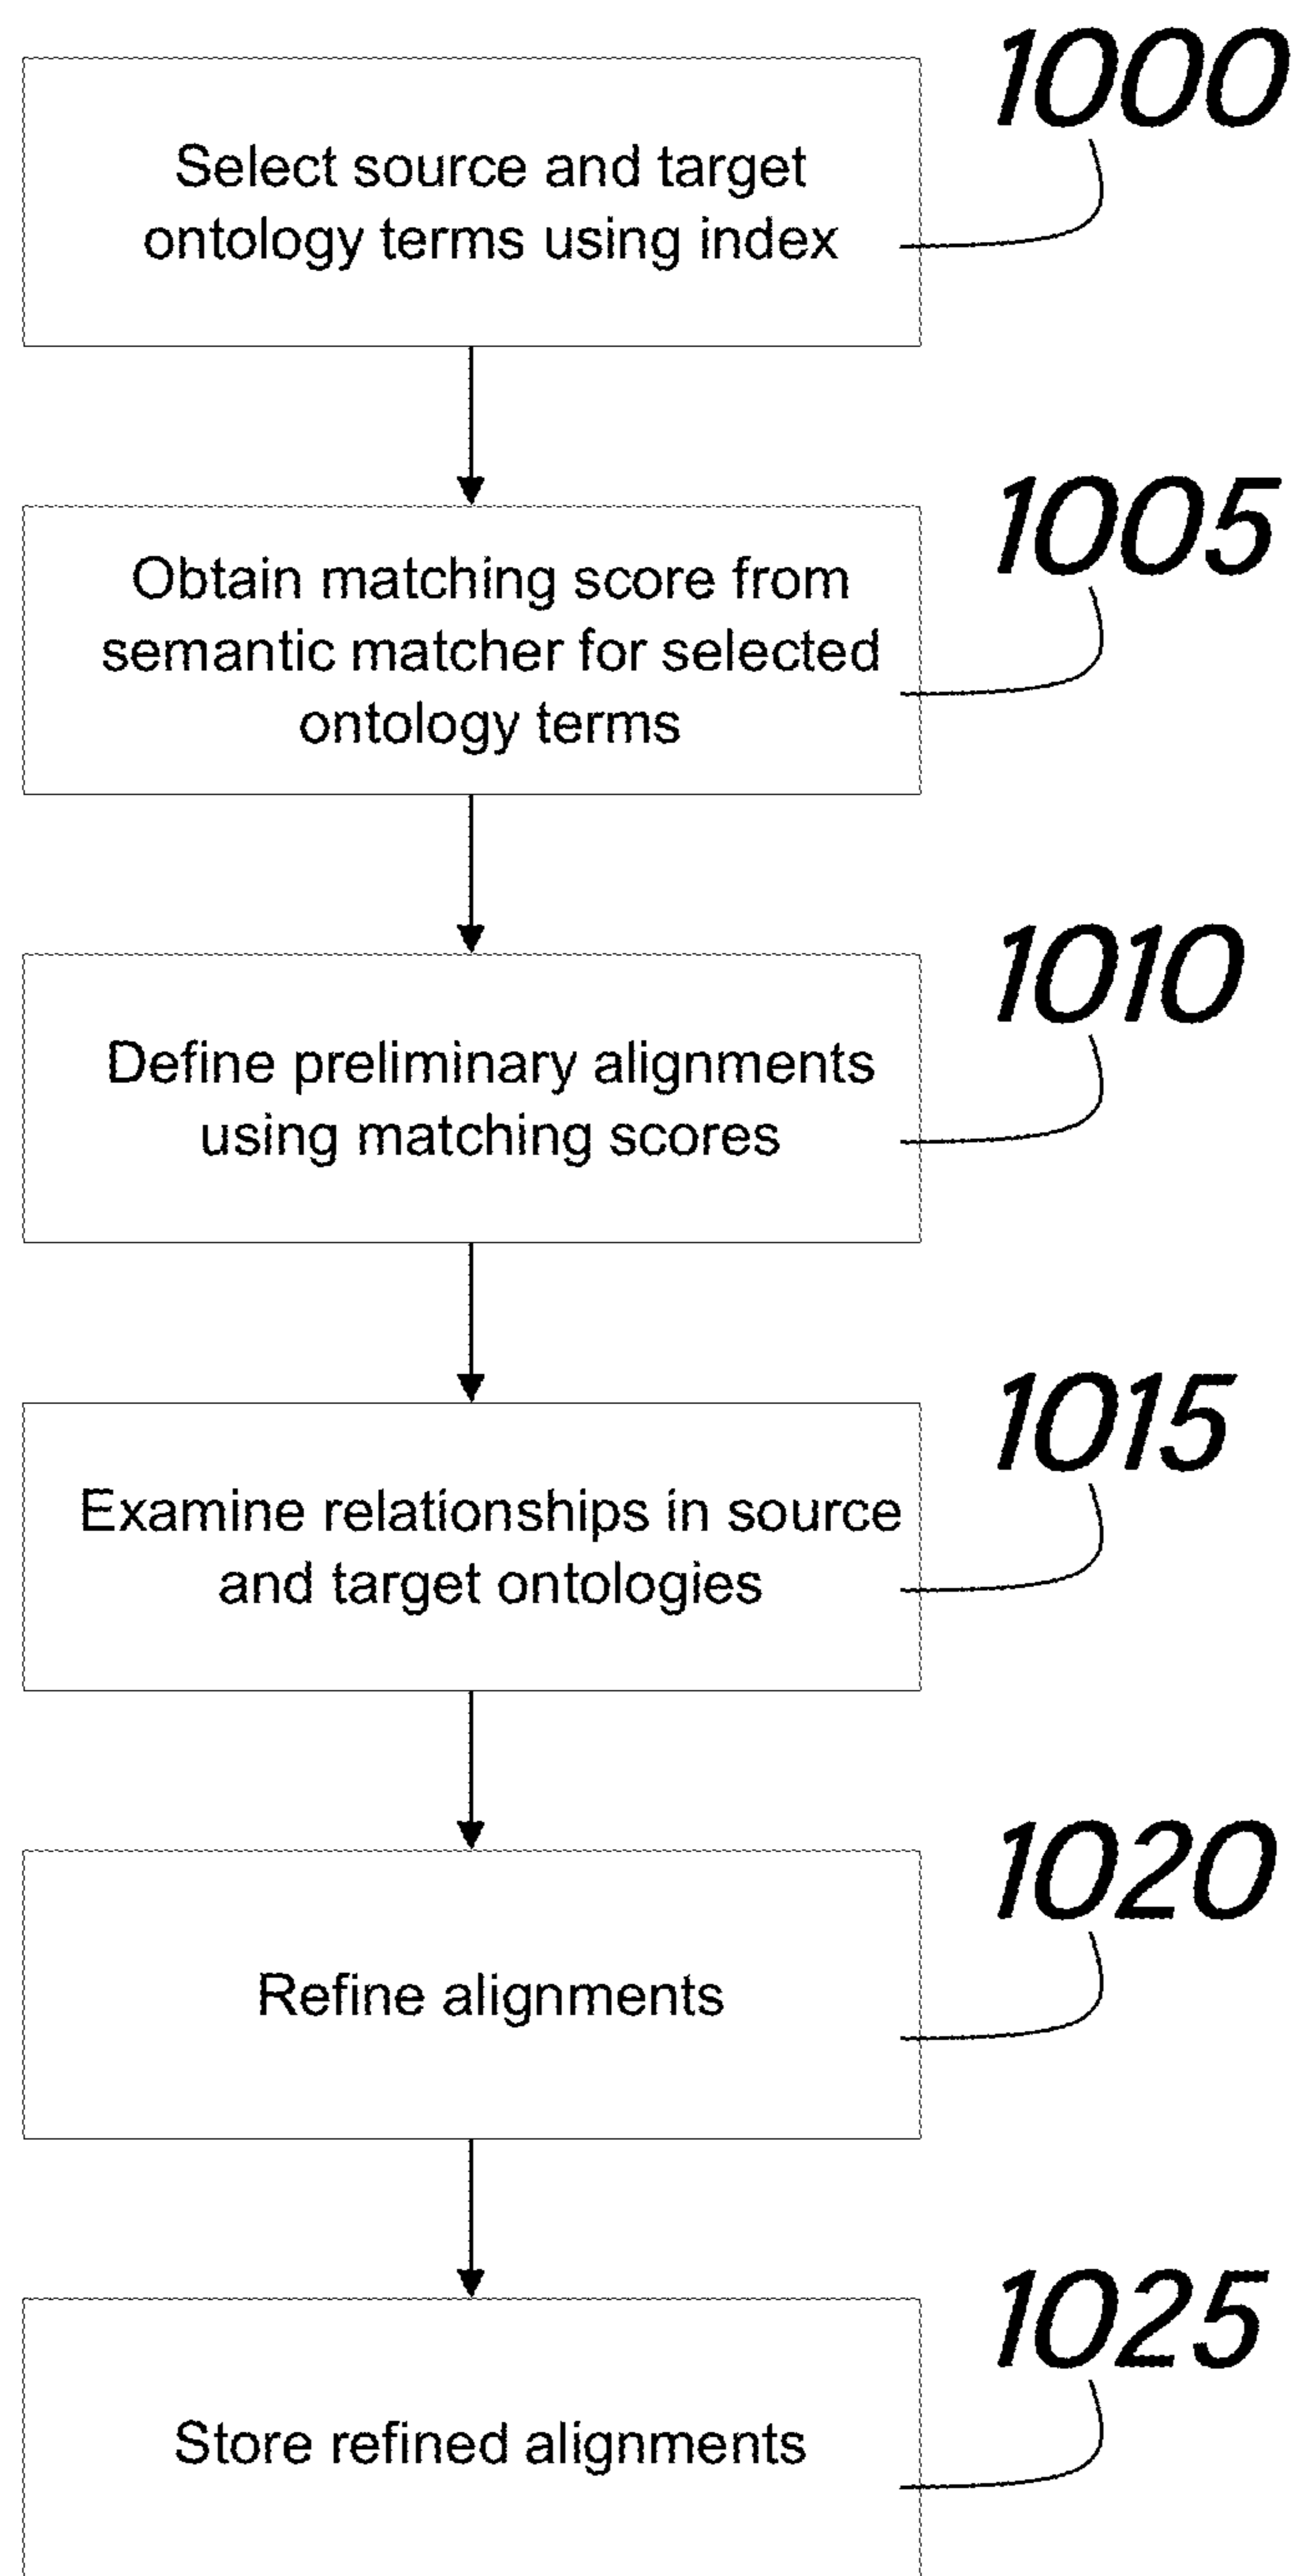 1000
Select source and target
ontology terms using index
1005
Obtain matching score from
semantic matcher for selected
ontology terms
1010
Define preliminary alignments
using matching scores
1015
Examine relationships in source
and target ontologies
1020
Refine alignments
1025
Store refined alignments